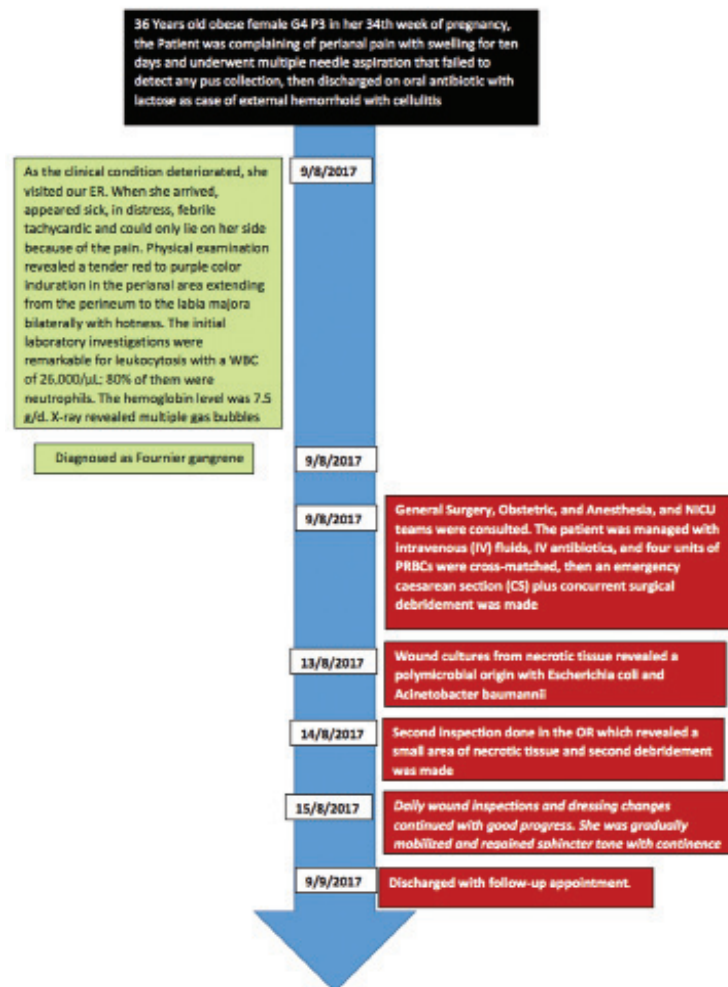 36 Years old obese female G4 P3 in her 34th week of pregnancy,
the Patient was complaining of perianal pain with swelling for ten
days and underwent multiple needle aspiration that failed to
detect any pus collection, then discharged on oral antibiotic with
lactose as case of external hemorrhoid with cellulitis
9/8/2017
As the clinical condition deteriorated, she
visited our ER. When she arrived,
appeared sick, in distress, febrile
tachycardic and could only lie on her side
because of the pain. Physical examination
revealed a tender red to purple color
induration in the perianal area extending
from the perineum to the labia majora
bilaterally with hotness. The initial
laboratory investigations were
remarkable for leukocytosis with a WBC
of 26,000/µL; 80% of them were
neutrophils. The hemoglobin level was 7.5
g/d. X-ray revealed multiple gas bubbles
9/8/2017
Diagnosed as Fournier gangrene
9/8/2017
General Surgery, Obstetric, and Anesthesia, and NICU
teams were consulted. The patient was managed with
intravenous (IV) fluids, IV antibiotics, and four units of
PRBCs were cross-matched, then an emergency
caesarean section (CS) plus concurrent surgical
debridement was made
13/8/2017
Wound cultures from necrotic tissue revealed a
polymicrobial origin with Escherichia coli and
Acinetobacter baumannii
14/8/2017
Second inspection done in the OR which revealed a
small area of necrotic tissue and second debridement
was made
15/8/2017
Daily wound inspections and dressing changes
continued with good progress. She was gradually
mobilized and regained sphincter tone with continence
9/9/2017
Discharged with follow-up appointment.